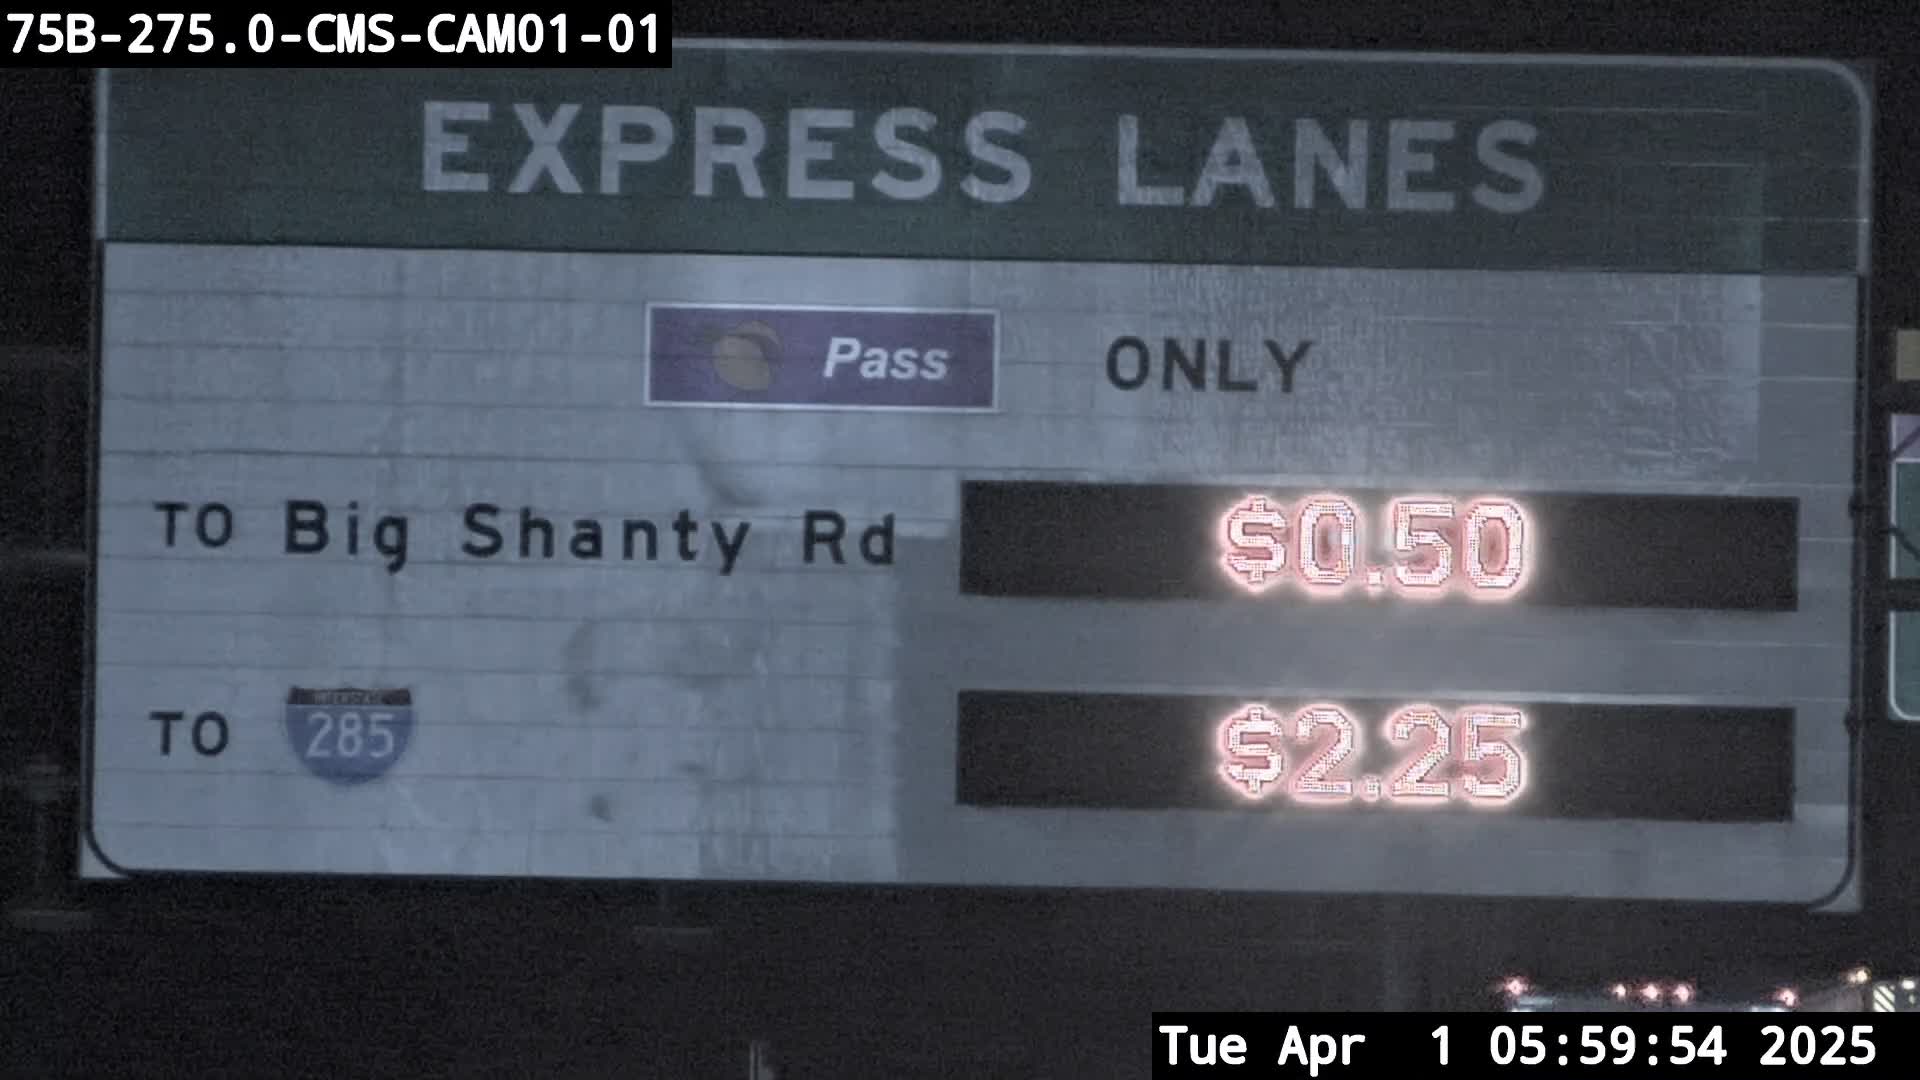 75B-275.0-CMS-CAM01-01
EXPRESS LANES
Pass ONLY
TO Big Shanty Rd $0.50
TO INTERSTATE 285 $2.25
Tue Apr 1 05:59:54 2025